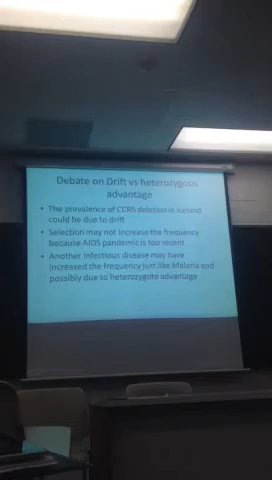 Debate on Drift vs heterozygous
advantage
• The prevalence of CCR5 deletion in Iceland
could be due to drift
• Selection may not increase the frequency
because AIDS pandemic is too recent
• Another infectious disease may have
increased the frequency just like Malaria and
possibly due to heterozygote advantage